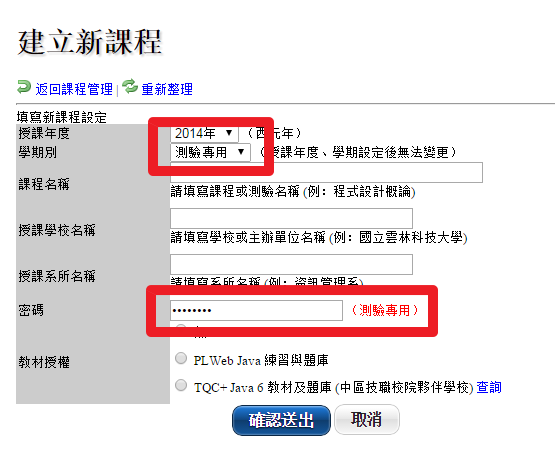 建立新課程
返回課程管理 | 重新整理
填寫新課程設定
授課年度 2014年 (西元年)
學期別 測驗專用 (授課年度、學期設定後無法變更)
課程名稱
請填寫課程或測驗名稱 (例: 程式設計概論)
授課學校名稱
請填寫學校或主辦單位名稱 (例: 國立雲林科技大學)
授課系所名稱
請填寫系所名稱 (例: 資訊管理系)
密碼 •••••••• (測驗專用)
教材授權
PLWeb Java 練習與題庫
TQC+ Java 6 教材及題庫 (中區技職校院夥伴學校) 查詢
確認送出 取消